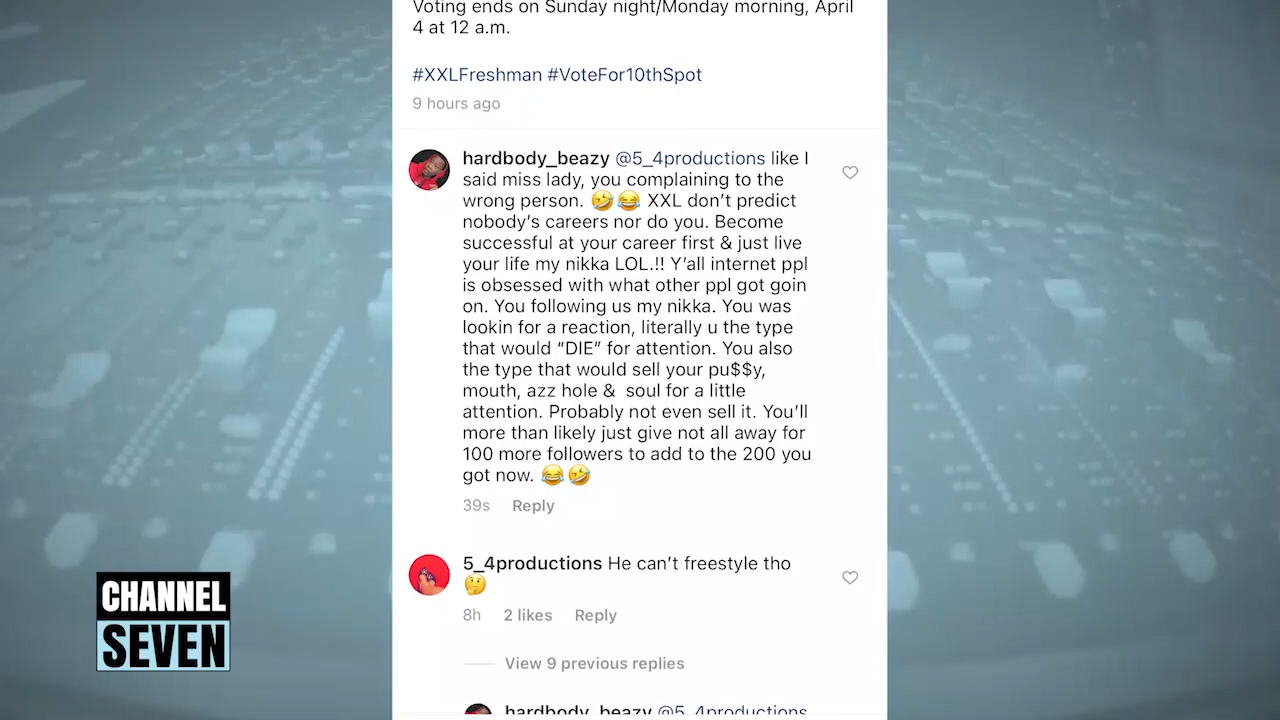 Voting ends on Sunday night/Monday morning, April
4 at 12 a.m.
#XXLFreshman #VoteFor10thSpot
9 hours ago
hardbody_beazy @5_4productions like I
said miss lady, you complaining to the
wrong person. 🤣😂 XXL don't predict
nobody's careers nor do you. Become
successful at your career first & just live
your life my nikka LOL.!! Y'all internet ppl
is obsessed with what other ppl got goin
on. You following us my nikka. You was
lookin for a reaction, literally u the type
that would "DIE" for attention. You also
the type that would sell your pu$$y,
mouth, azz hole & soul for a little
attention. Probably not even sell it. You'll
more than likely just give not all away for
100 more followers to add to the 200 you
got now. 😂🤣
39s Reply
5_4productions He can't freestyle tho
🤔
8h 2 likes Reply
View 9 previous replies
hardbody_beazy @5_4productions
CHANNEL
SEVEN